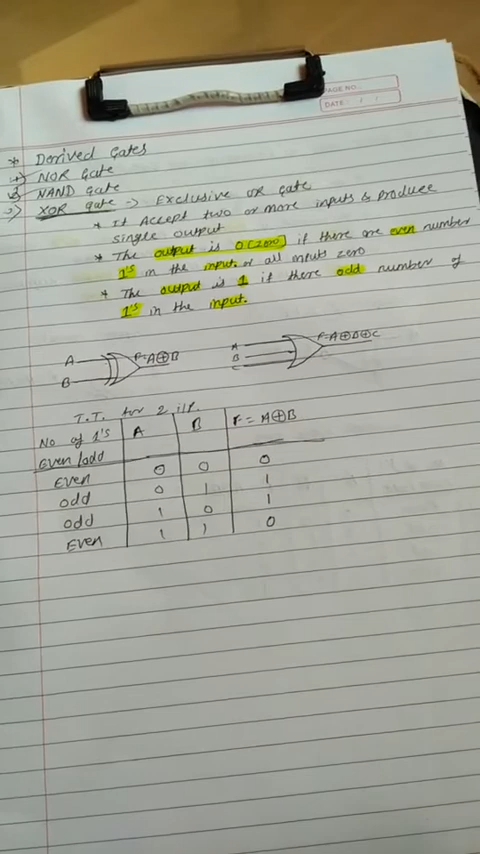 PAGE NO.
DATE: / /
* Derived Gates
1) NOR Gate
2) NAND Gate
3) XOR gate -> Exclusive OR gate
* It Accept two or more inputs & produce
single output
* The output is 0 (zero) if there are even number
1's in the input or all inputs zero
* The output is 1 if there odd number of
1's in the input.
A
B
F=A⊕B
A
B
C
F=A⊕B⊕C
T.T. for 2 i/p.
No of 1's A B F = A⊕B
Even/odd
Even 0 0 0
odd 0 1 1
odd 1 0 1
Even 1 1 0